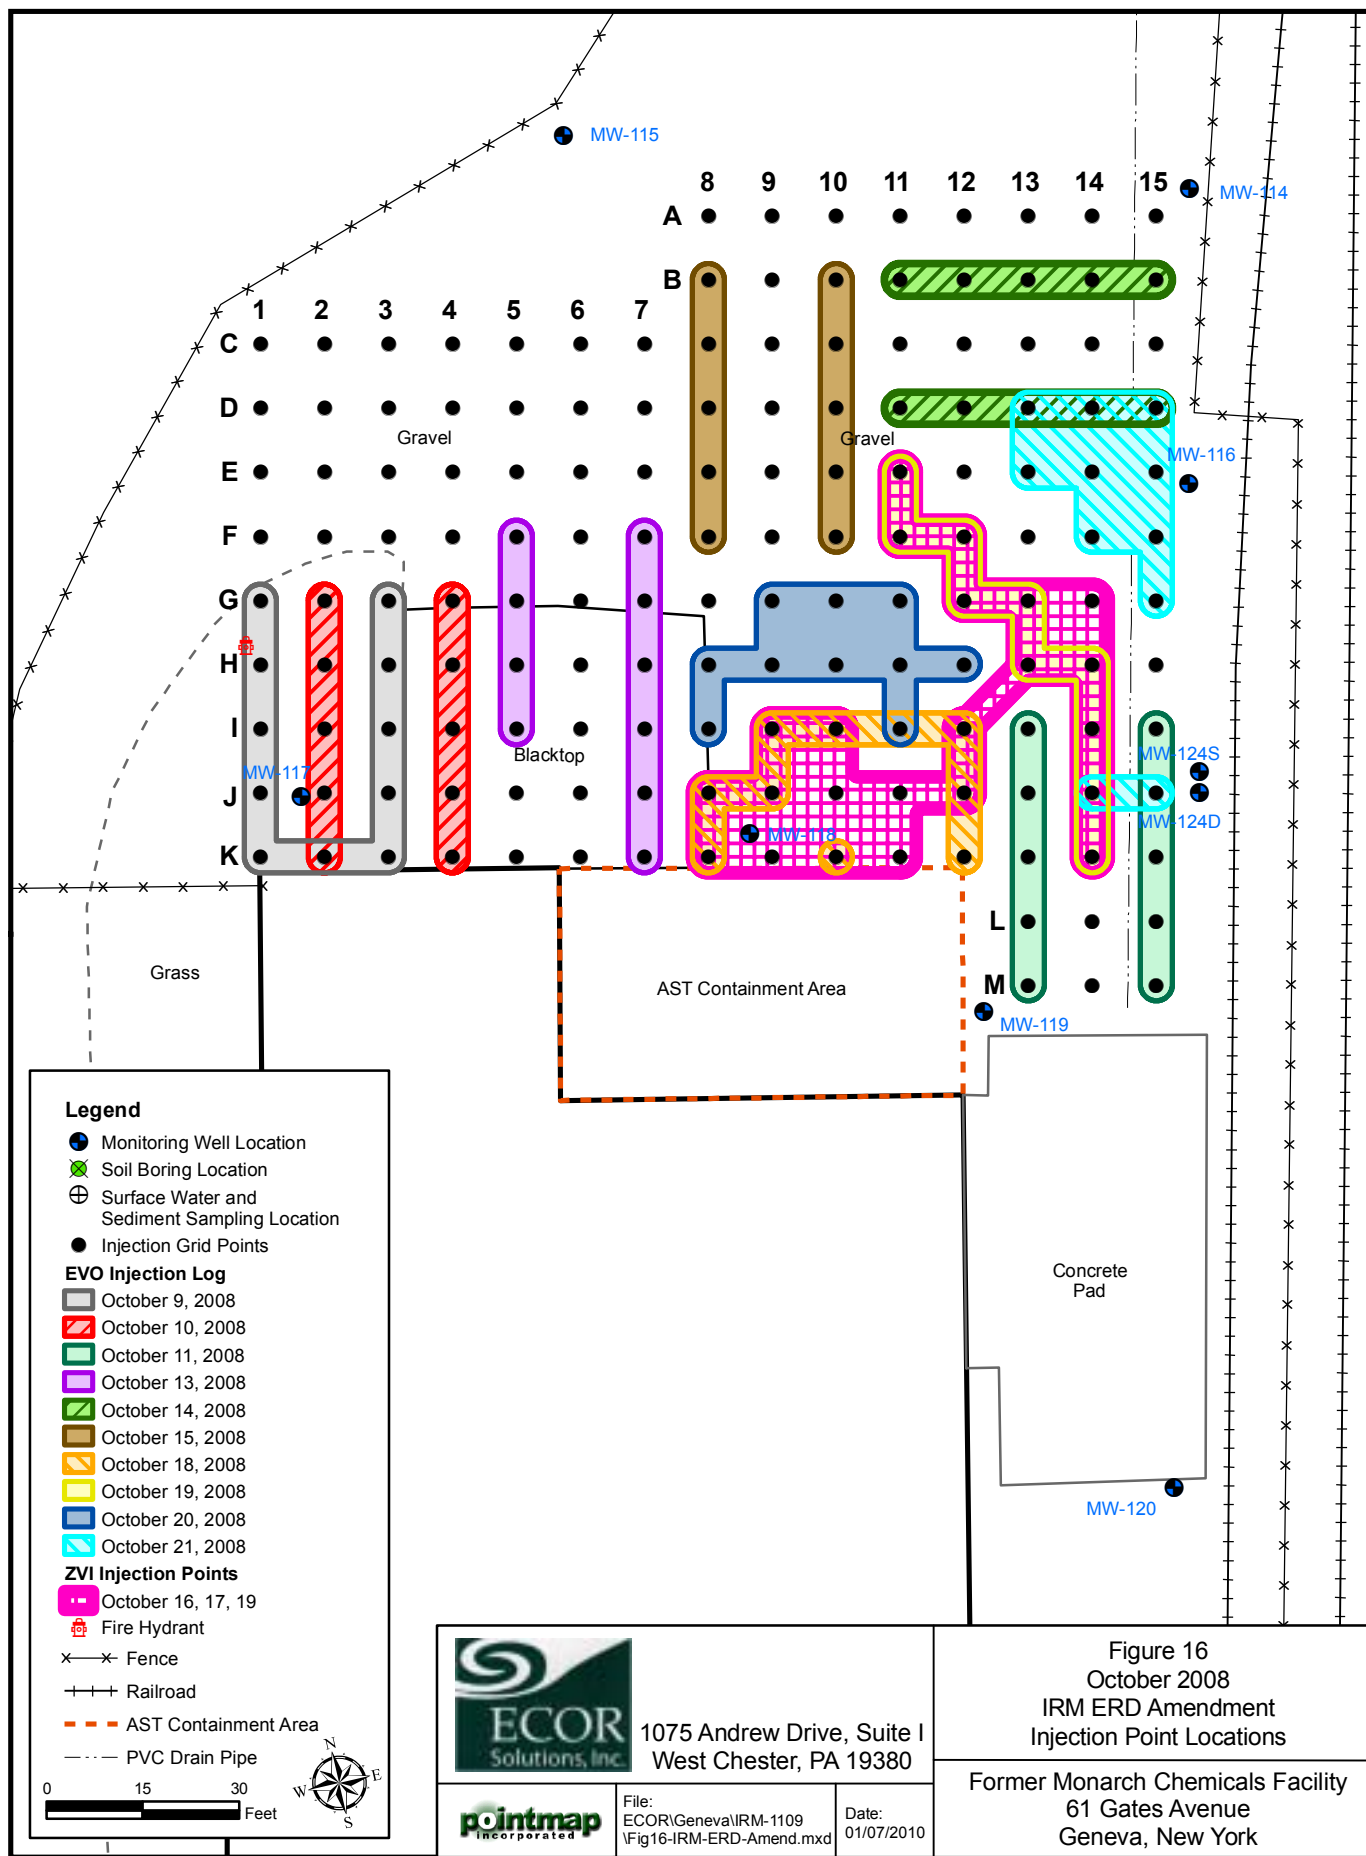 MW-115
8 9 10 11 12 13 14 15
MW-114
A
B
1 2 3 4 5 6 7
C
D
Gravel
Gravel
MW-116
E
F
G
H
I
Blacktop
MW-117
MW-124S
J
MW-124D
MW-118
K
L
Grass
AST Containment Area
M
MW-119
Concrete
Pad
MW-120
Legend
Monitoring Well Location
Soil Boring Location
Surface Water and
Sediment Sampling Location
Injection Grid Points
EVO Injection Log
October 9, 2008
October 10, 2008
October 11, 2008
October 13, 2008
October 14, 2008
October 15, 2008
October 18, 2008
October 19, 2008
October 20, 2008
October 21, 2008
ZVI Injection Points
October 16, 17, 19
Fire Hydrant
Fence
Railroad
AST Containment Area
PVC Drain Pipe
N
W E
S
0 15 30
Feet
ECOR
Solutions, Inc.
1075 Andrew Drive, Suite I
West Chester, PA 19380
pointmap
incorporated
File:
ECOR\Geneva\IRM-1109
\Fig16-IRM-ERD-Amend.mxd
Date:
01/07/2010
Figure 16
October 2008
IRM ERD Amendment
Injection Point Locations
Former Monarch Chemicals Facility
61 Gates Avenue
Geneva, New York